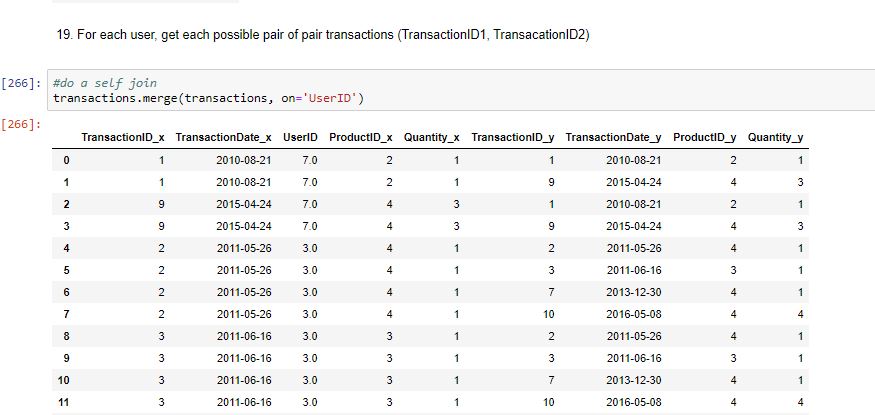 19. For each user, get each possible pair of pair transactions (TransactionID1, TransacationID2)
[266]: #do a self join
transactions.merge(transactions, on='UserID')
[266]:
TransactionID_x TransactionDate_x UserID ProductID_x Quantity_x TransactionID_y TransactionDate_y ProductID_y Quantity_y
0 1 2010-08-21 7.0 2 1 1 2010-08-21 2 1
1 1 2010-08-21 7.0 2 1 9 2015-04-24 4 3
2 9 2015-04-24 7.0 4 3 1 2010-08-21 2 1
3 9 2015-04-24 7.0 4 3 9 2015-04-24 4 3
4 2 2011-05-26 3.0 4 1 2 2011-05-26 4 1
5 2 2011-05-26 3.0 4 1 3 2011-06-16 3 1
6 2 2011-05-26 3.0 4 1 7 2013-12-30 4 1
7 2 2011-05-26 3.0 4 1 10 2016-05-08 4 4
8 3 2011-06-16 3.0 3 1 2 2011-05-26 4 1
9 3 2011-06-16 3.0 3 1 3 2011-06-16 3 1
10 3 2011-06-16 3.0 3 1 7 2013-12-30 4 1
11 3 2011-06-16 3.0 3 1 10 2016-05-08 4 4